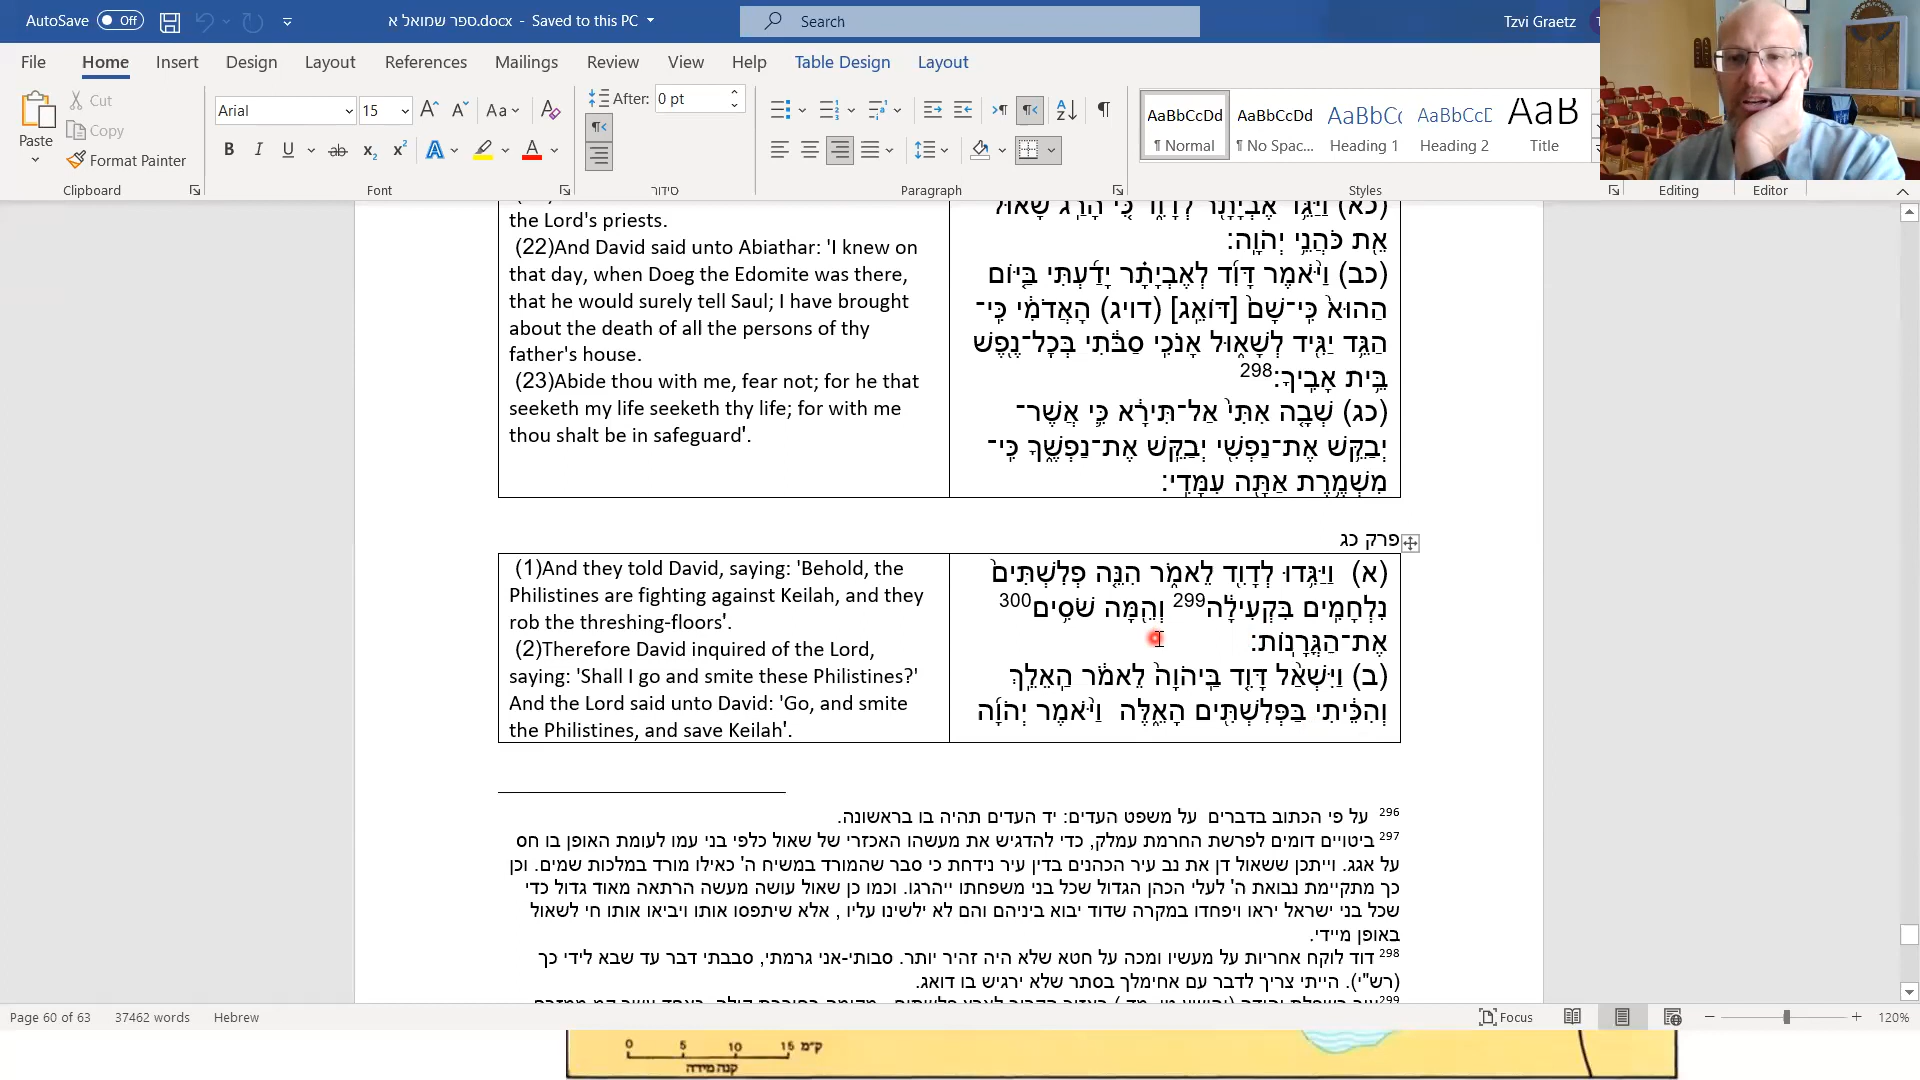 AutoSave Off ספר שמואל א.docx - Saved to this PC Search Tzvi Graetz
File Home Insert Design Layout References Mailings Review View Help Table Design Layout
Paste Cut Copy Format Painter
Arial 15 Aa
After: 0 pt
AaBbCcDd AaBbCcDd AaBbCc AaBbCcD AaB
¶ Normal ¶ No Spac... Heading 1 Heading 2 Title
Clipboard Font סידור Paragraph Styles Editing Editor
the Lord's priests.
(22)And David said unto Abiathar: 'I knew on
that day, when Doeg the Edomite was there,
that he would surely tell Saul; I have brought
about the death of all the persons of thy
father's house.
(23)Abide thou with me, fear not; for he that
seeketh my life seeketh thy life; for with me
thou shalt be in safeguard'.
(כא) וַיַּגֵּ֥ד אֶבְיָתָ֖ר לְדָוִ֑ד כִּ֚י הָרַ֣ג שָׁא֔וּל
אֵ֖ת כֹּהֲנֵ֥י יְהֹוָֽה:
(כב) וַיֹּ֨אמֶר דָּוִ֜ד לְאֶבְיָתָ֗ר יָדַ֜עְתִּי בַּיּ֤וֹם
הַהוּא֙ כִּֽי־שָׁם֙ [דּוֹאֵ֣ג] (דויג) הָאֲדֹמִ֔י כִּֽי־
הַגֵּ֥ד יַגִּ֖יד לְשָׁא֑וּל אָנֹכִ֣י סַבֹּ֔תִי בְּכׇל־נֶ֖פֶשׁ
בֵּ֥ית אָבִֽיךָ:298
(כג) שְׁבָ֤ה אִתִּי֙ אַל־תִּירָ֔א כִּ֛י אֲשֶׁר־
יְבַקֵּ֥שׁ אֶת־נַפְשִׁ֖י יְבַקֵּ֣שׁ אֶת־נַפְשֶׁ֑ךָ כִּֽי־
מִשְׁמֶ֥רֶת אַתָּ֖ה עִמָּדִֽי:
פרק כג
(1)And they told David, saying: 'Behold, the
Philistines are fighting against Keilah, and they
rob the threshing-floors'.
(2)Therefore David inquired of the Lord,
saying: 'Shall I go and smite these Philistines?'
And the Lord said unto David: 'Go, and smite
the Philistines, and save Keilah'.
(א) וַיַּגִּ֥דוּ לְדָוִ֖ד לֵאמֹ֑ר הִנֵּ֤ה פְלִשְׁתִּים֙
נִלְחָמִ֣ים בִּקְעִילָ֔ה299 וְהֵ֖מָּה שֹׁסִ֥ים300
אֶת־הַגֳּרָנֽוֹת:
(ב) וַיִּשְׁאַ֨ל דָּוִ֤ד בַּֽיהֹוָה֙ לֵאמֹ֔ר הַאֵלֵ֣ךְ
וְהִכֵּ֔יתִי בַּפְּלִשְׁתִּ֖ים הָאֵ֑לֶּה וַיֹּ֨אמֶר יְהֹוָ֜ה
296 על פי הכתוב בדברים על משפט העדים: יד העדים תהיה בו בראשונה.
297 ביטויים דומים לפרשת החרמת עמלק, כדי להדגיש את מעשהו האכזרי של שאול כלפי בני עמו לעומת האופן בו חס
על אגג. וייתכן ששאול דן את נב עיר הכהנים בדין עיר נידחת כי סבר שהמורד במשיח ה' כאילו מורד במלכות שמים. וכן
כך מתקיימת נבואת ה' לעלי הכהן הגדול שכל בני משפחתו ייהרגו. וכמו כן שאול עושה מעשה הרתאה מאוד גדול כדי
שכל בני ישראל יראו ויפחדו במקרה שדוד יבוא ביניהם והם לא ילשינו עליו , אלא שיתפסו אותו ויביאו אותו חי לשאול
באופן מיידי.
298 דוד לוקח אחריות על מעשיו ומכה על חטא שלא היה זהיר יותר. סבותי-אני גרמתי, סבבתי דבר עד שבא לידי כך
(רש"י). הייתי צריך לדבר עם אחימלך בסתר שלא ירגיש בו דואג.
299
Page 60 of 63 37462 words Hebrew Focus 120%
0 5 10 15 ק״מ
קנה מידה